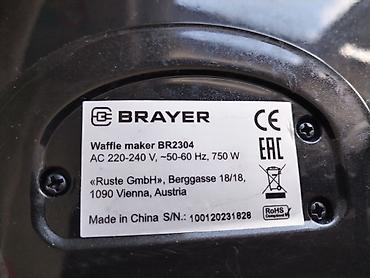 BRAYER
Waffle maker BR2304
AC 220-240 V, ~50-60 Hz, 750 W
«Ruste GmbH», Berggasse 18/18,
1090 Vienna, Austria
Made in China S/N.: 100120231828
CE
EAC
RoHS